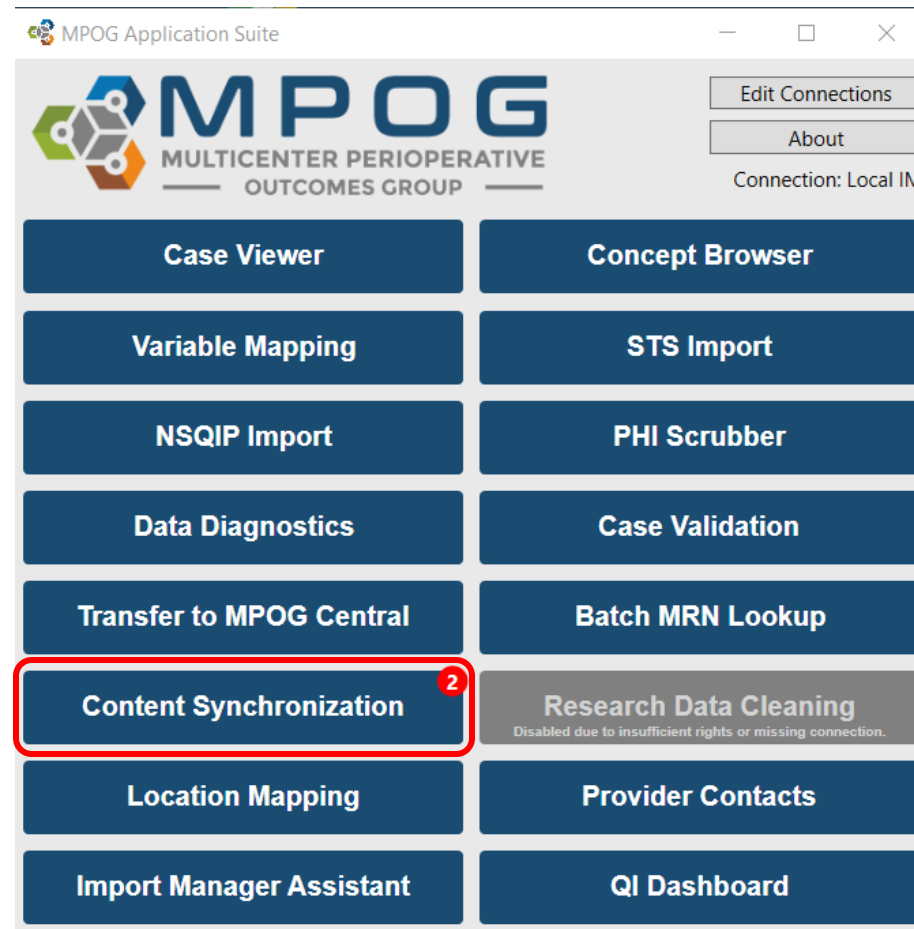 MPOG Application Suite
MPOG
MULTICENTER PERIOPERATIVE
OUTCOMES GROUP
Edit Connections
About
Connection: Local IM
Case Viewer
Concept Browser
Variable Mapping
STS Import
NSQIP Import
PHI Scrubber
Data Diagnostics
Case Validation
Transfer to MPOG Central
Batch MRN Lookup
Content Synchronization
2
Research Data Cleaning
Disabled due to insufficient rights or missing connection.
Location Mapping
Provider Contacts
Import Manager Assistant
QI Dashboard